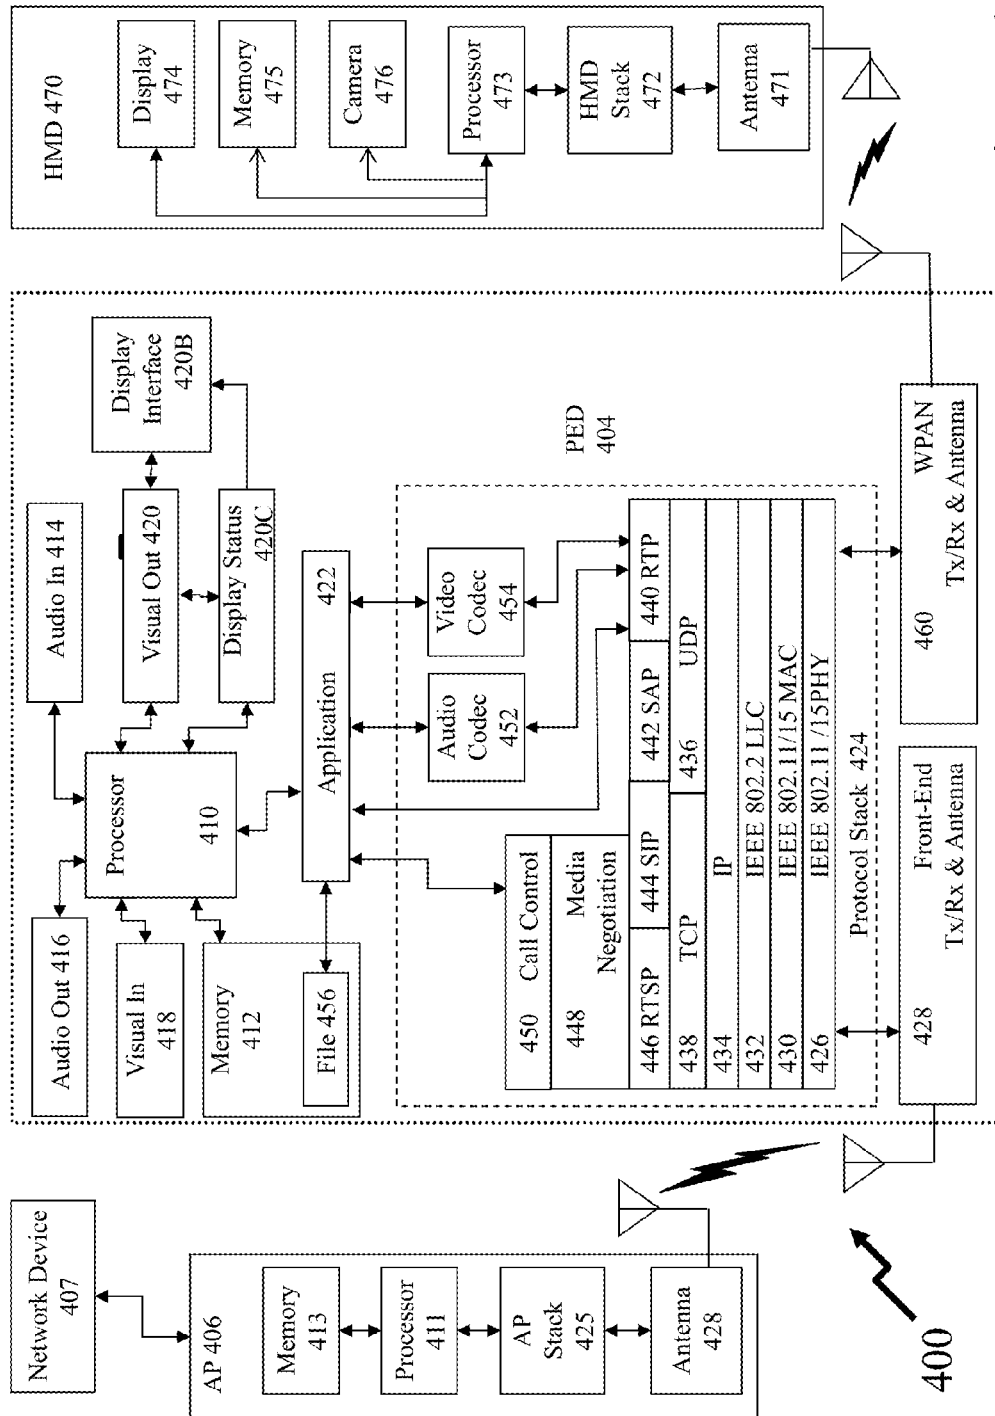 Network Device
407
AP 406
Memory
413
Processor
411
AP
Stack
425
Antenna
428
400
Audio Out 416
Visual In
418
Memory
412
File 456
Processor
410
Audio In 414
Visual Out 420
Display Status
420C
Display
Interface
420B
Application 422
PED
404
Audio
Codec
452
Video
Codec
454
450 Call Control
448 Media
Negotiation
446 RTSP
444 SIP
442 SAP
440 RTP
438 TCP
436 UDP
434 IP
432 IEEE 802.2 LLC
430 IEEE 802.11/15 MAC
426 IEEE 802.11 /15PHY
Protocol Stack 424
428 Front-End
Tx/Rx & Antenna
460 WPAN
Tx/Rx & Antenna
HMD 470
Display
474
Memory
475
Camera
476
Processor
473
HMD
Stack
472
Antenna
471